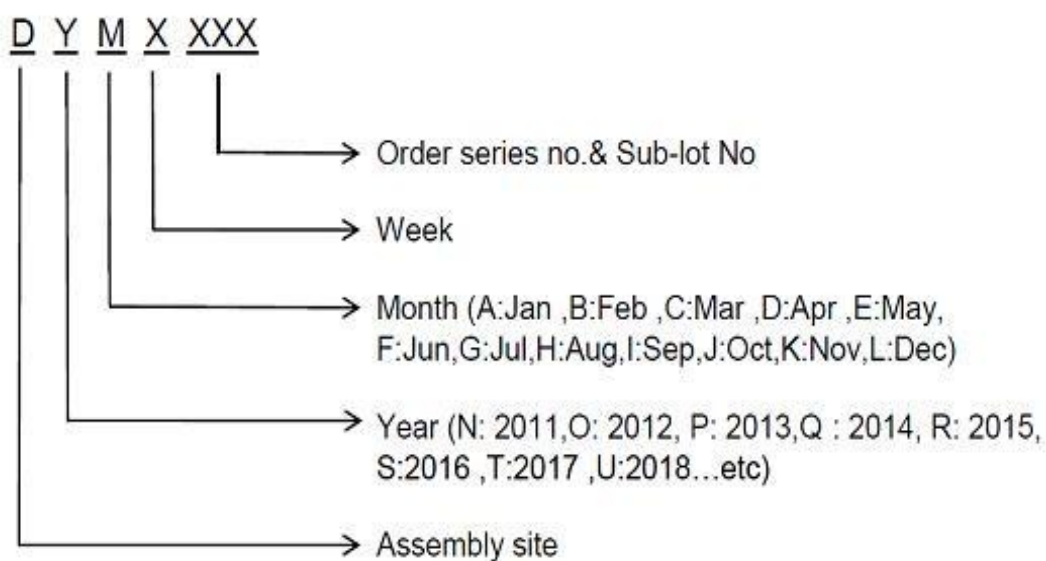 D Y M X XXX
Order series no.& Sub-lot No
Week
Month (A:Jan ,B:Feb ,C:Mar ,D:Apr ,E:May,
F:Jun,G:Jul,H:Aug,I:Sep,J:Oct,K:Nov,L:Dec)
Year (N: 2011,O: 2012, P: 2013,Q : 2014, R: 2015,
S:2016 ,T:2017 ,U:2018...etc)
Assembly site